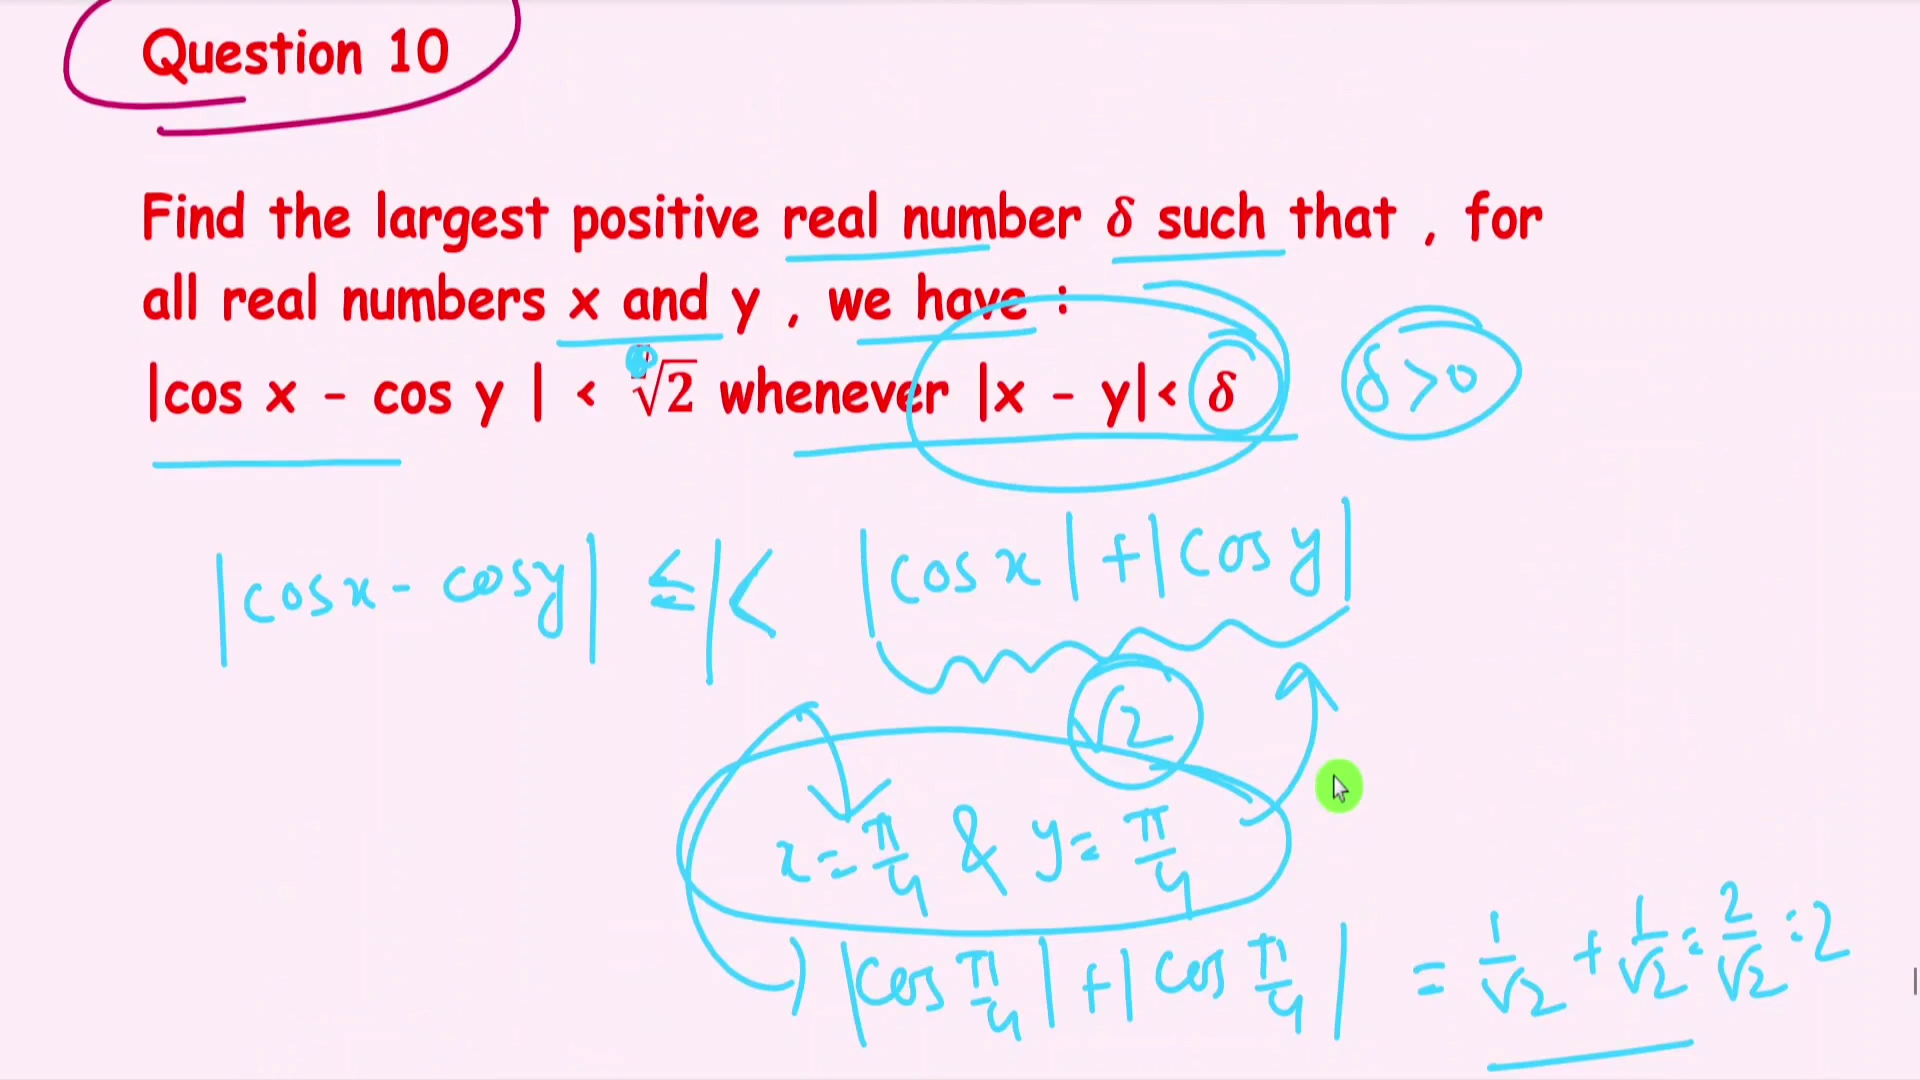 Question 10
Find the largest positive real number δ such that , for
all real numbers x and y , we have :
|cos x - cos y | < √2 whenever |x - y|< δ
δ > 0
|cosx - cosy| ≤ | < |cos x| + |cos y|
√2
x = π/4 & y = π/4
|cos π/4| + |cos π/4| = 1/√2 + 1/√2 = 2/√2 = 2